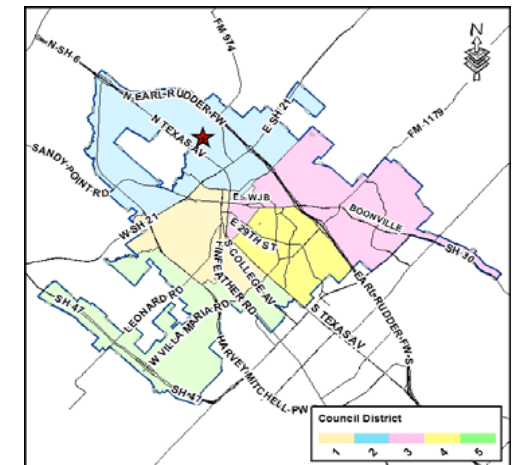 FM 974
N
N-SH-6
N-EARL-RUDDER-FW
E SH-21
N TEXAS-AV
FM-1179
SANDY-POINT-RD
E WJB
BOONVILLE
W-SH 21
E 29TH ST
SH-30
S COLLEGE-AV
FINFEATHER RD
EARL-RUDDER-FW-S
LEONARD RD
SH 47
W VILLA MARIA-RD
S TEXAS AV
HARVEY-MITCHELL-PW
SH-47
Council District
1 2 3 4 5